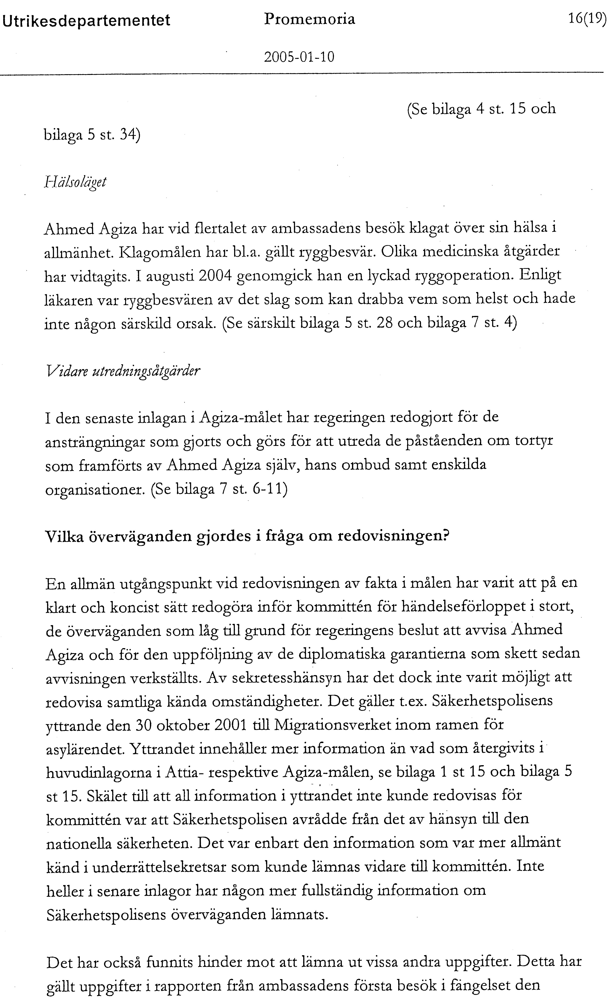 Utrikesdepartementet Promemoria 16(19)
2005-01-10
(Se bilaga 4 st. 15 och
bilaga 5 st. 34)
Hälsoläget
Ahmed Agiza har vid flertalet av ambassadens besök klagat över sin hälsa i
allmänhet. Klagomålen har bl.a. gällt ryggbesvär. Olika medicinska åtgärder
har vidtagits. I augusti 2004 genomgick han en lyckad ryggoperation. Enligt
läkaren var ryggbesvären av det slag som kan drabba vem som helst och hade
inte någon särskild orsak. (Se särskilt bilaga 5 st. 28 och bilaga 7 st. 4)
Vidare utredningsåtgärder
I den senaste inlagan i Agiza-målet har regeringen redogjort för de
ansträngningar som gjorts och görs för att utreda de påståenden om tortyr
som framförts av Ahmed Agiza själv, hans ombud samt enskilda
organisationer. (Se bilaga 7 st. 6-11)
Vilka överväganden gjordes i fråga om redovisningen?
En allmän utgångspunkt vid redovisningen av fakta i målen har varit att på en
klart och koncist sätt redogöra inför kommittén för händelseförloppet i stort,
de överväganden som låg till grund för regeringens beslut att avvisa Ahmed
Agiza och för den uppföljning av de diplomatiska garantierna som skett sedan
avvisningen verkställts. Av sekretesshänsyn har det dock inte varit möjligt att
redovisa samtliga kända omständigheter. Det gäller t.ex. Säkerhetspolisens
yttrande den 30 oktober 2001 till Migrationsverket inom ramen för
asylärendet. Yttrandet innehåller mer information än vad som återgivits i
huvudinlagorna i Attia- respektive Agiza-målen, se bilaga 1 st 15 och bilaga 5
st 15. Skälet till att all information i yttrandet inte kunde redovisas för
kommittén var att Säkerhetspolisen avrådde från det av hänsyn till den
nationella säkerheten. Det var enbart den information som var mer allmänt
känd i underrättelsekretsar som kunde lämnas vidare till kommittén. Inte
heller i senare inlagor har någon mer fullständig information om
Säkerhetspolisens överväganden lämnats.
Det har också funnits hinder mot att lämna ut vissa andra uppgifter. Detta har
gällt uppgifter i rapporten från ambassadens första besök i fängelset den